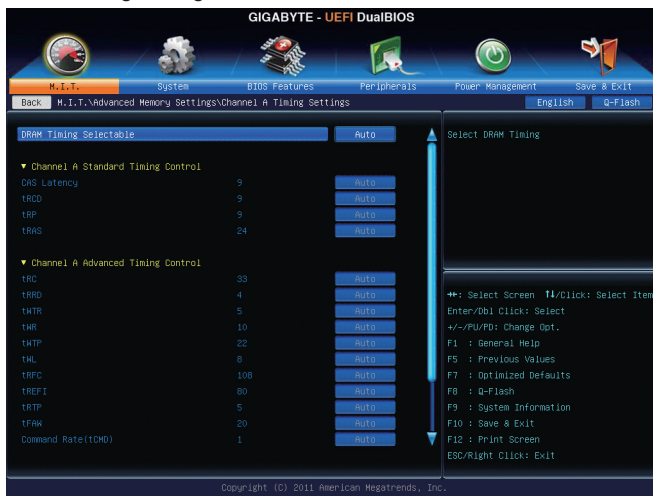 GIGABYTE - UEFI DualBIOS
M.I.T. System BIOS Features Peripherals Power Management Save & Exit
Back M.I.T.\Advanced Memory Settings\Channel A Timing Settings English Q-Flash
DRAM Timing Selectable Auto
▼ Channel A Standard Timing Control
CAS Latency 9 Auto
tRCD 9 Auto
tRP 9 Auto
tRAS 24 Auto
▼ Channel A Advanced Timing Control
tRC 33 Auto
tRRD 4 Auto
tWTR 5 Auto
tWR 10 Auto
tWTP 22 Auto
tWL 8 Auto
tRFC 108 Auto
tREFI 80 Auto
tRTP 5 Auto
tFAW 20 Auto
Command Rate(tCMD) 1 Auto
Select DRAM Timing
→←: Select Screen ↑↓/Click: Select Item
Enter/Dbl Click: Select
+/-/PU/PD: Change Opt.
F1 : General Help
F5 : Previous Values
F7 : Optimized Defaults
F8 : Q-Flash
F9 : System Information
F10 : Save & Exit
F12 : Print Screen
ESC/Right Click: Exit
Copyright (C) 2011 American Megatrends, Inc.